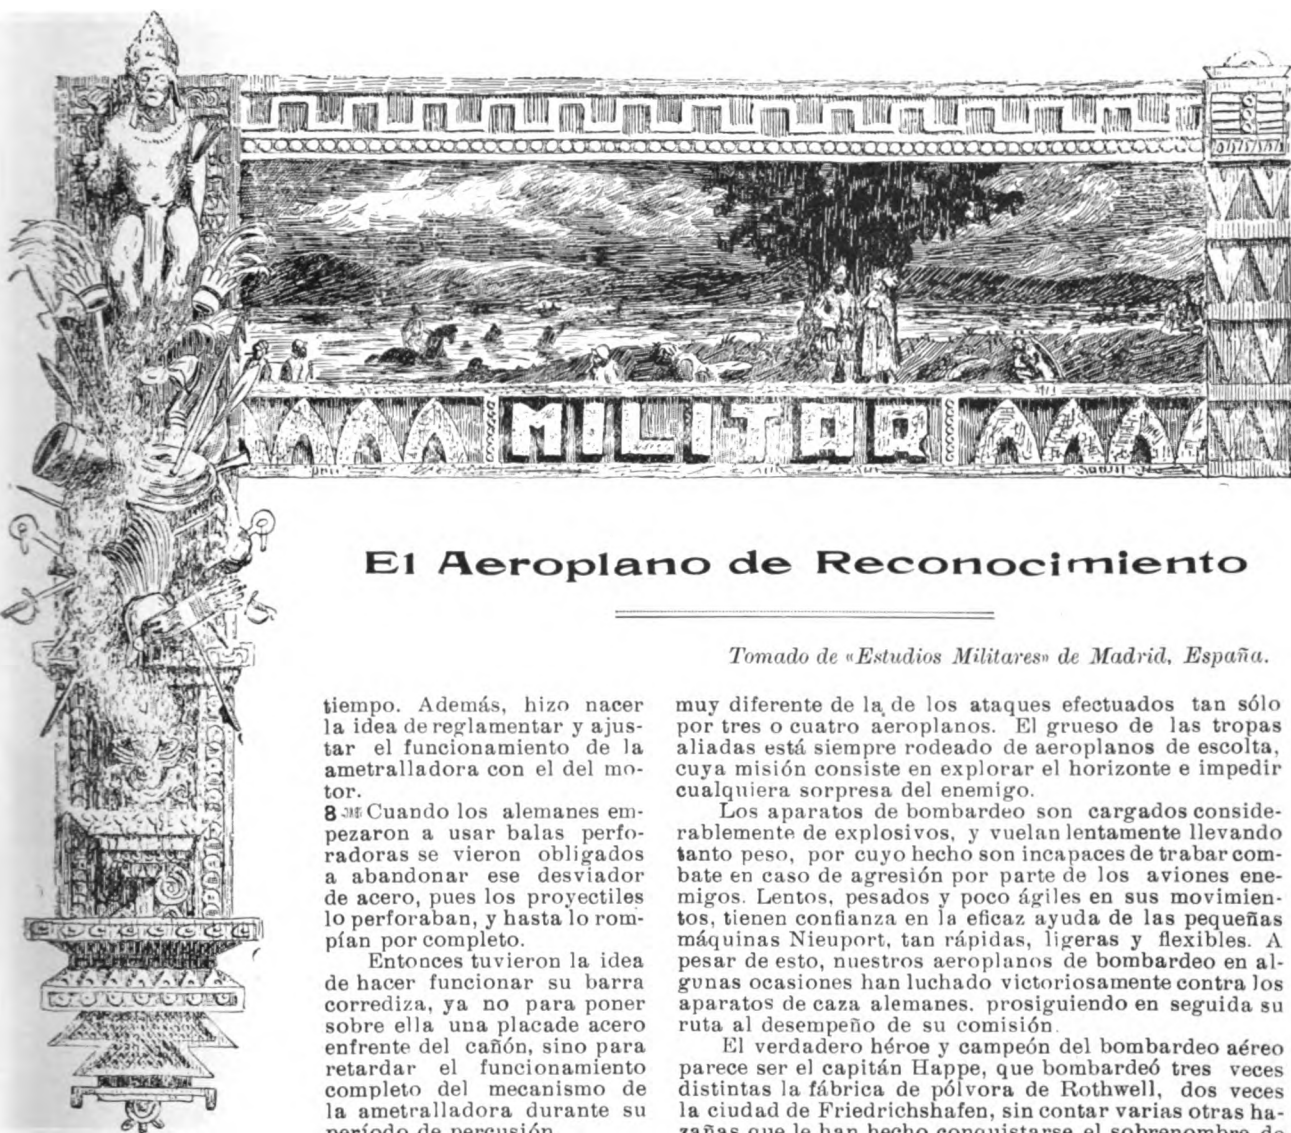 MILITAR
El Aeroplano de Reconocimiento
Tomado de «Estudios Militares» de Madrid, España.
tiempo. Además, hizo nacer
la idea de reglamentar y ajus-
tar el funcionamiento de la
ametralladora con el del mo-
tor.
8 Cuando los alemanes em-
pezaron a usar balas perfo-
radoras se vieron obligados
a abandonar ese desviador
de acero, pues los proyectiles
lo perforaban, y hasta lo rom-
pían por completo.
Entonces tuvieron la idea
de hacer funcionar su barra
corrediza, ya no para poner
sobre ella una placade acero
enfrente del cañón, sino para
retardar el funcionamiento
completo del mecanismo de
la ametralladora durante su
período de percusión
muy diferente de la de los ataques efectuados tan sólo
por tres o cuatro aeroplanos. El grueso de las tropas
aliadas está siempre rodeado de aeroplanos de escolta,
cuya misión consiste en explorar el horizonte e impedir
cualquiera sorpresa del enemigo.
Los aparatos de bombardeo son cargados conside-
rablemente de explosivos, y vuelan lentamente llevando
tanto peso, por cuyo hecho son incapaces de trabar com-
bate en caso de agresión por parte de los aviones ene-
migos. Lentos, pesados y poco ágiles en sus movimien-
tos, tienen confianza en la eficaz ayuda de las pequeñas
máquinas Nieuport, tan rápidas, ligeras y flexibles. A
pesar de esto, nuestros aeroplanos de bombardeo en al-
gunas ocasiones han luchado victoriosamente contra los
aparatos de caza alemanes. prosiguiendo en seguida su
ruta al desempeño de su comisión.
El verdadero héroe y campeón del bombardeo aéreo
parece ser el capitán Happe, que bombardeó tres veces
distintas la fábrica de pólvora de Rothwell, dos veces
la ciudad de Friedrichshafen, sin contar varias otras ha-
zañas que le han hecho conquistarse el sobrenombre de